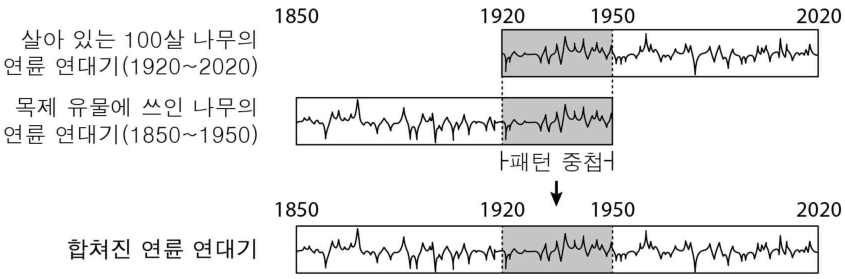 1850 1920 1950 2020
살아 있는 100살 나무의
연륜 연대기(1920~2020)
목제 유물에 쓰인 나무의
연륜 연대기(1850~1950)
패턴 중첩
1850 1920 1950 2020
합쳐진 연륜 연대기